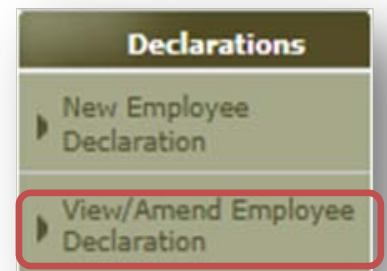 Declarations
New Employee
Declaration
View/Amend Employee
Declaration